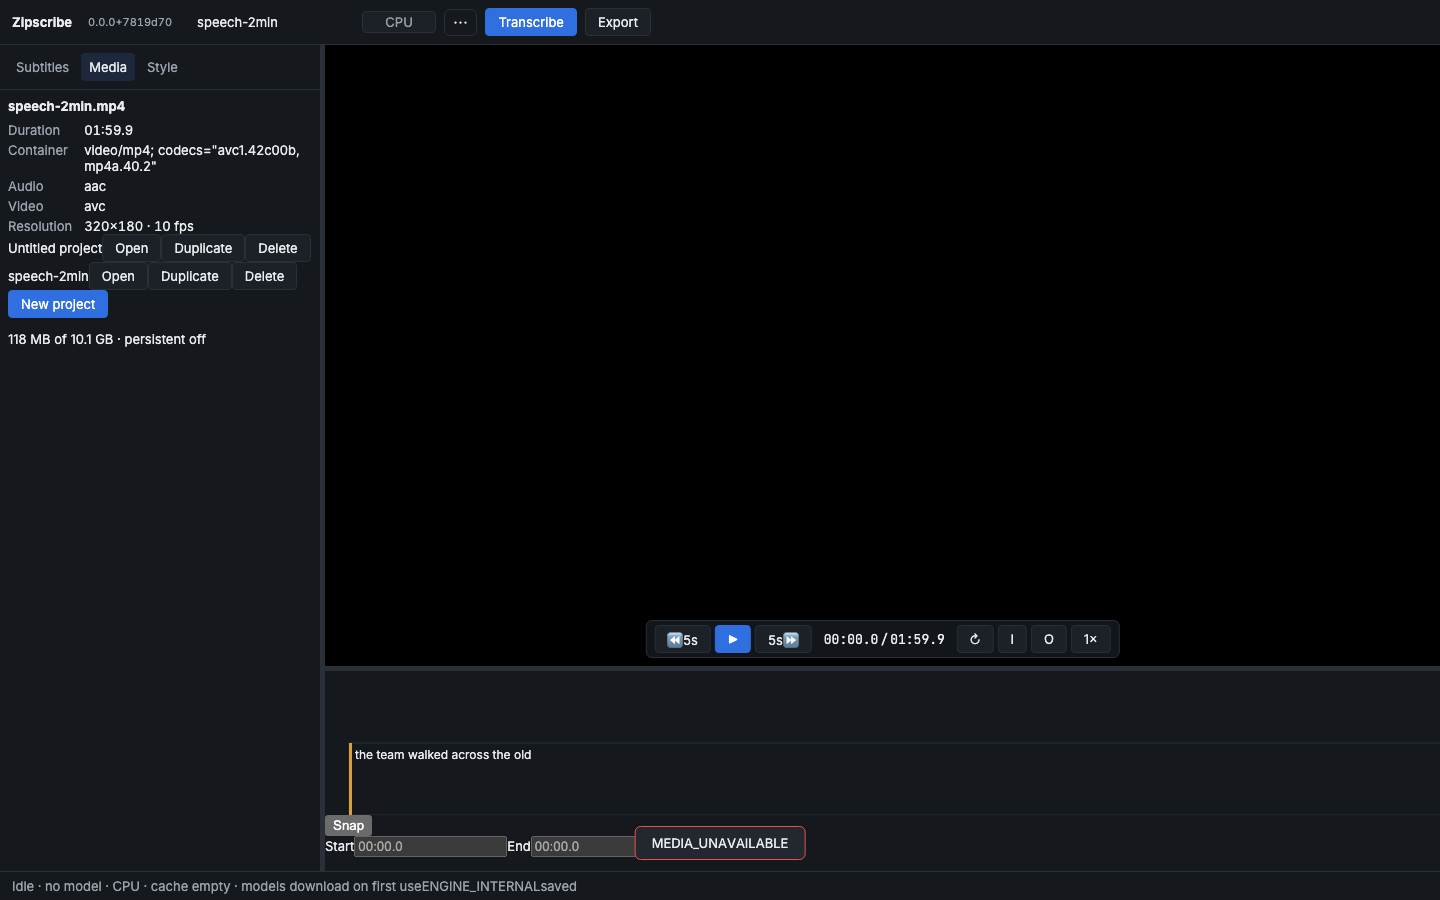 Zipscribe 0.0.0+7819d70 speech-2min CPU ··· Transcribe Export
Subtitles Media Style
speech-2min.mp4
Duration 01:59.9
Container video/mp4; codecs="avc1.42c00b,
mp4a.40.2"
Audio aac
Video avc
Resolution 320×180 · 10 fps
Untitled project Open Duplicate Delete
speech-2min Open Duplicate Delete
New project
118 MB of 10.1 GB · persistent off
⏪5s ▶ 5s⏩ 00:00.0/01:59.9 ↻ I O 1×
the team walked across the old
Snap
Start 00:00.0 End 00:00.0 MEDIA_UNAVAILABLE
Idle · no model · CPU · cache empty · models download on first useENGINE_INTERNALsaved